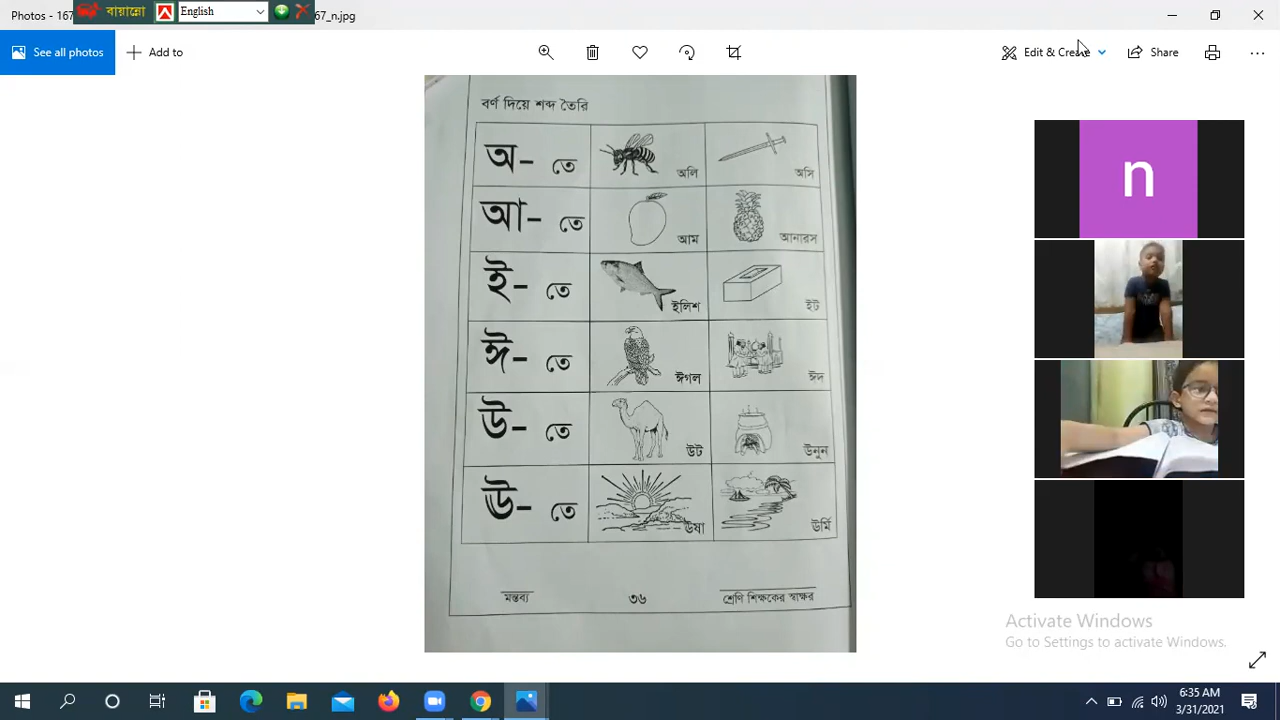 Photos - 167
67_n.jpg
বায়ান্নো
English
See all photos
Add to
Edit & Create
Share
বর্ণ দিয়ে শব্দ তৈরি
অ- তে
অলি
অসি
আ- তে
আম
আনারস
ই- তে
ইলিশ
ইট
ঈ- তে
ঈগল
ঈদ
উ- তে
উট
উনুন
ঊ- তে
ঊষা
ঊর্মি
মন্তব্য
৩৬
শ্রেণি শিক্ষকের স্বাক্ষর
n
Activate Windows
Go to Settings to activate Windows.
6:35 AM
3/31/2021